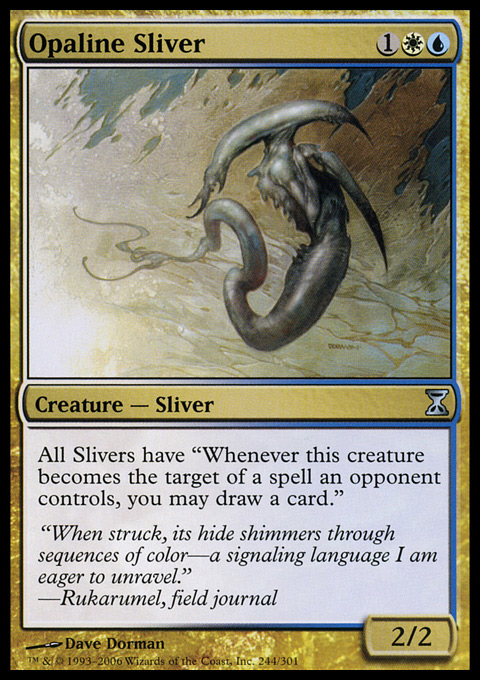 Opaline Sliver 1
Creature — Sliver
All Slivers have “Whenever this creature
becomes the target of a spell an opponent
controls, you may draw a card.”
“When struck, its hide shimmers through
sequences of color—a signaling language I am
eager to unravel.”
—Rukarumel, field journal
2/2
Dave Dorman
™ & © 1993–2006 Wizards of the Coast, Inc. 244/301